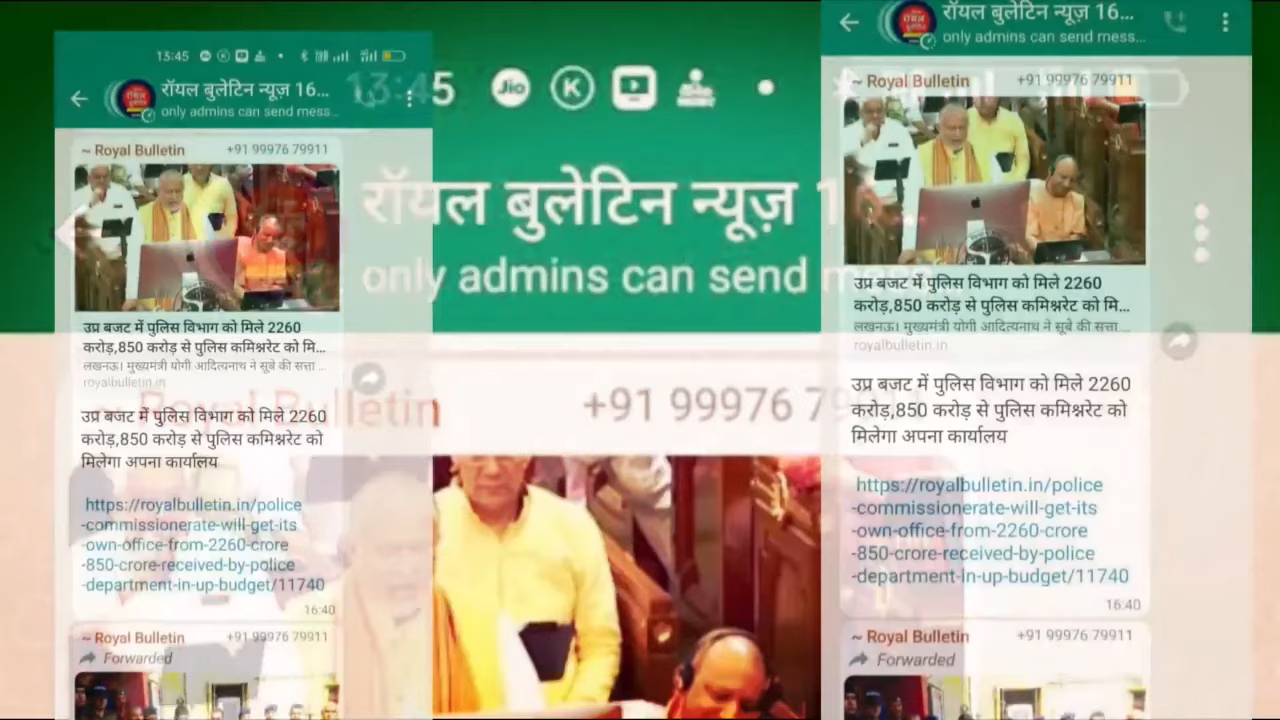 13:45
रॉयल बुलेटिन न्यूज़ 16...
only admins can send mess...
~ Royal Bulletin +91 99976 79911
उप्र बजट में पुलिस विभाग को मिले 2260
करोड़,850 करोड़ से पुलिस कमिश्नरेट को मि...
लखनऊ। मुख्यमंत्री योगी आदित्यनाथ ने सूबे की सत्ता ...
royalbulletin.in
उप्र बजट में पुलिस विभाग को मिले 2260
करोड़,850 करोड़ से पुलिस कमिश्नरेट को
मिलेगा अपना कार्यालय
https://royalbulletin.in/police
-commissionerate-will-get-its
-own-office-from-2260-crore
-850-crore-received-by-police
-department-in-up-budget/11740
16:40
~ Royal Bulletin +91 99976 79911
Forwarded
13:45 Jio K
रॉयल बुलेटिन न्यूज़ 1
only admins can send mess
Royal Bulletin +91 99976 7
रॉयल बुलेटिन न्यूज़ 16...
only admins can send mess...
~ Royal Bulletin +91 99976 79911
उप्र बजट में पुलिस विभाग को मिले 2260
करोड़,850 करोड़ से पुलिस कमिश्नरेट को मि...
लखनऊ। मुख्यमंत्री योगी आदित्यनाथ ने सूबे की सत्ता ...
royalbulletin.in
उप्र बजट में पुलिस विभाग को मिले 2260
करोड़,850 करोड़ से पुलिस कमिश्नरेट को
मिलेगा अपना कार्यालय
https://royalbulletin.in/police
-commissionerate-will-get-its
-own-office-from-2260-crore
-850-crore-received-by-police
-department-in-up-budget/11740
16:40
~ Royal Bulletin +91 99976 79911
Forwarded